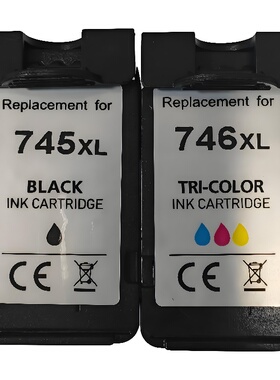 Replacement for
745XL
BLACK
INK CARTRIDGE
CE
Replacement for
746XL
TRI-COLOR
INK CARTRIDGE
CE